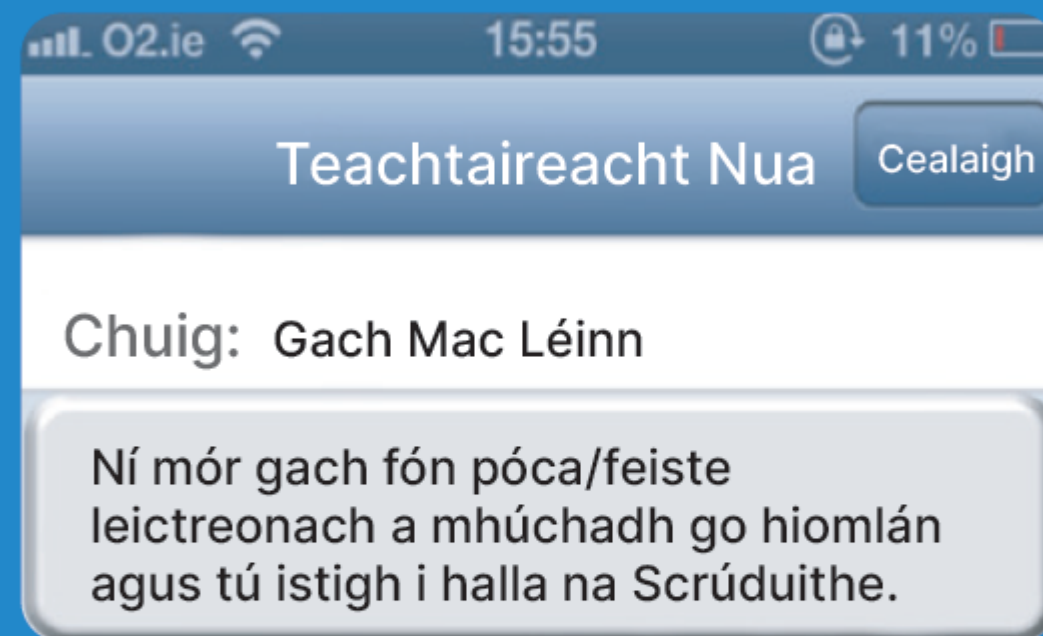 O2.ie 15:55 11%
Teachtaireacht Nua Cealaigh
Chuig: Gach Mac Léinn
Ní mór gach fón póca/feiste
leictreonach a mhúchadh go hiomlán
agus tú istigh i halla na Scrúduithe.